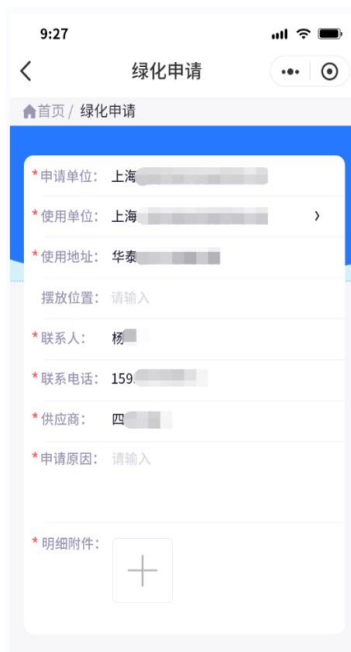 9:27
绿化申请
首页 / 绿化申请
*申请单位： 上海
*使用单位： 上海
*使用地址： 华泰
摆放位置： 请输入
*联系人： 杨
*联系电话： 159
*供应商： 四
*申请原因： 请输入
*明细附件：